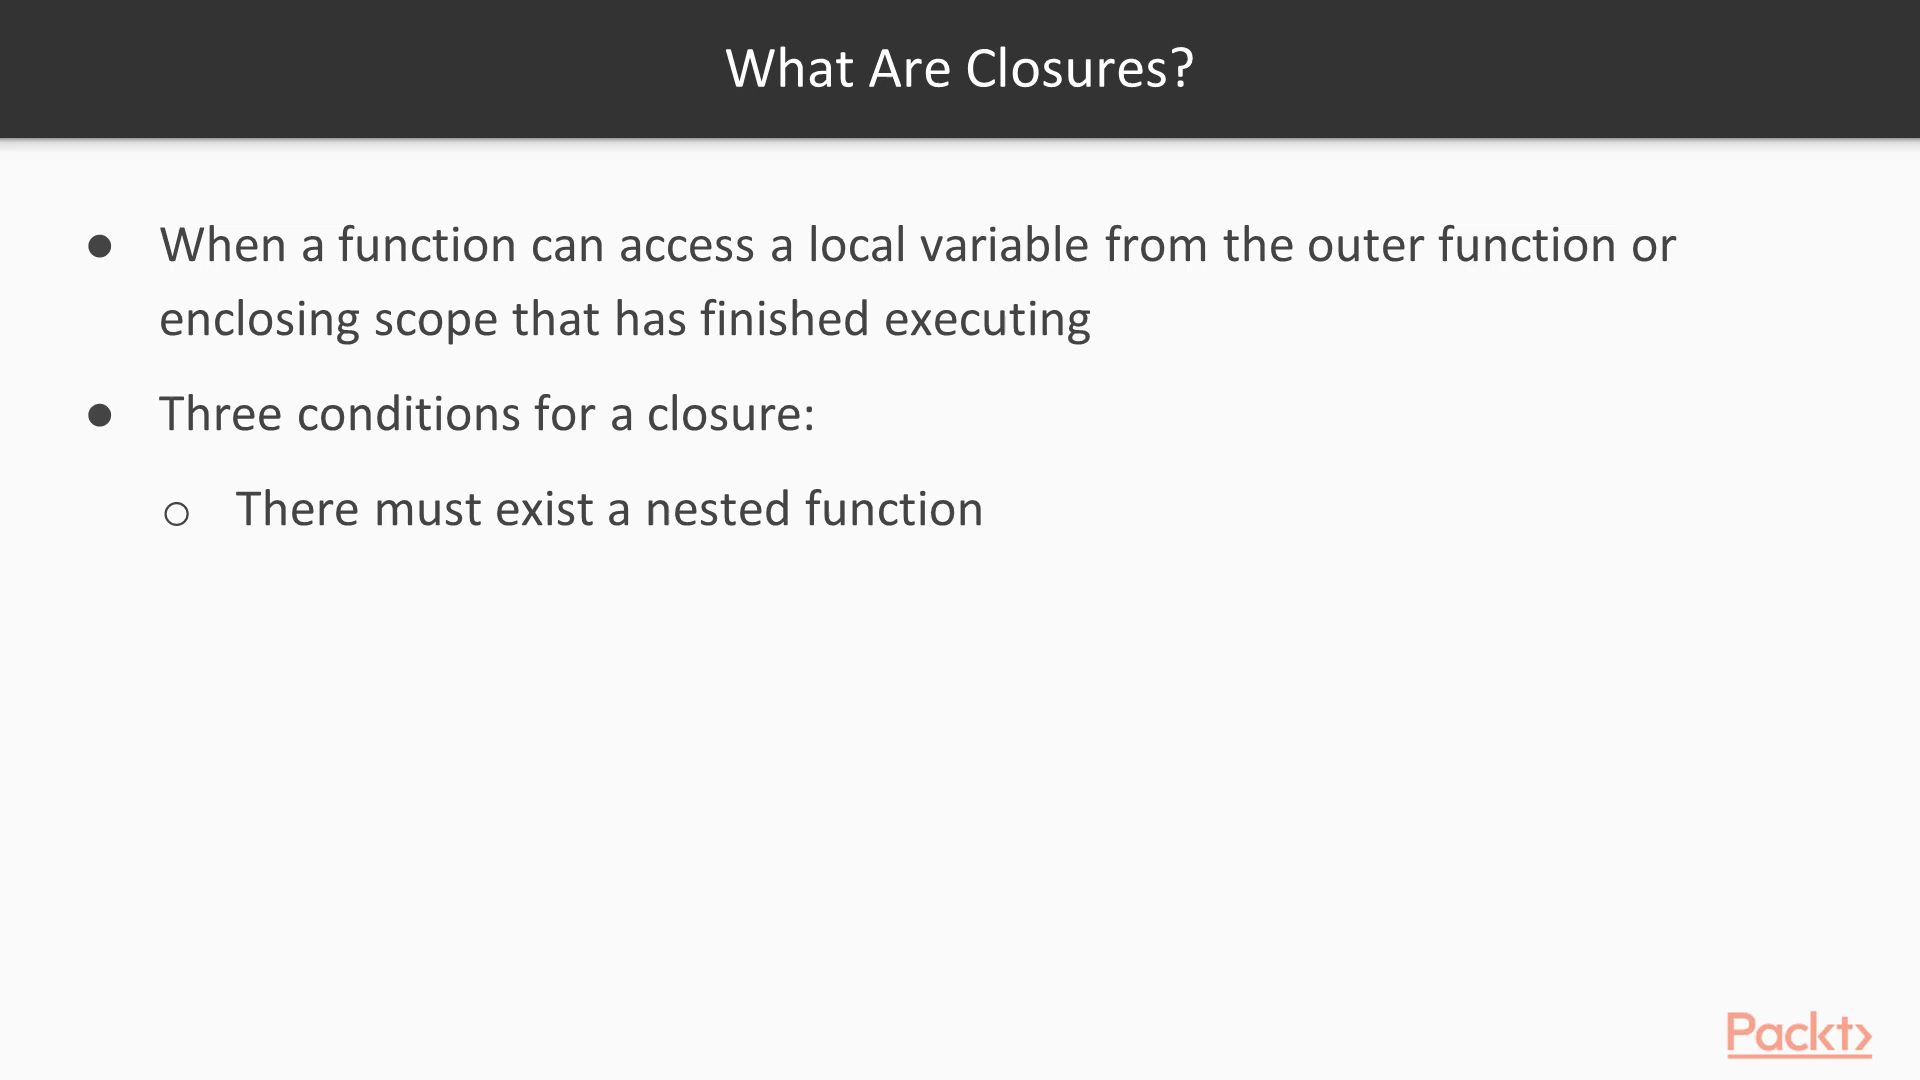 What Are Closures?
● When a function can access a local variable from the outer function or
enclosing scope that has finished executing
● Three conditions for a closure:
○ There must exist a nested function
Packt>